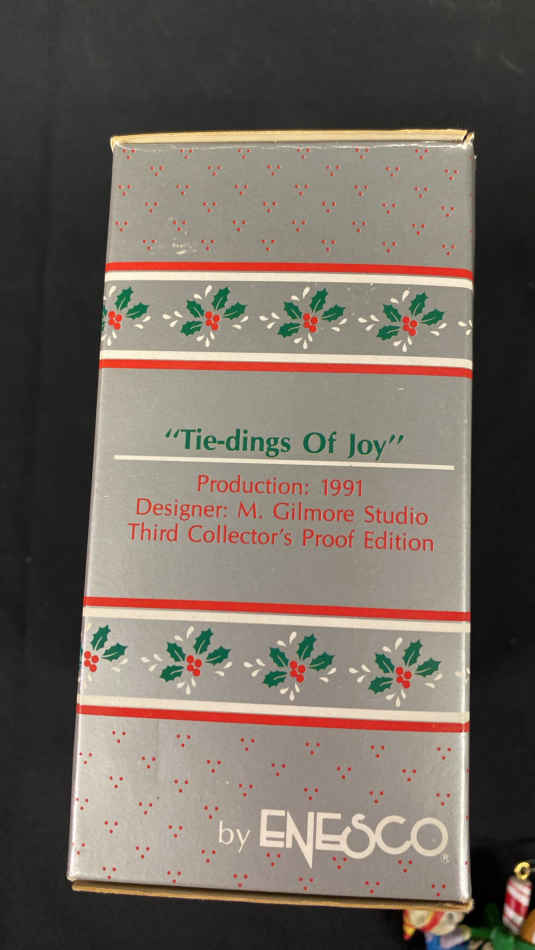 “Tie-dings Of Joy”
Production: 1991
Designer: M. Gilmore Studio
Third Collector's Proof Edition
by ENESCO®